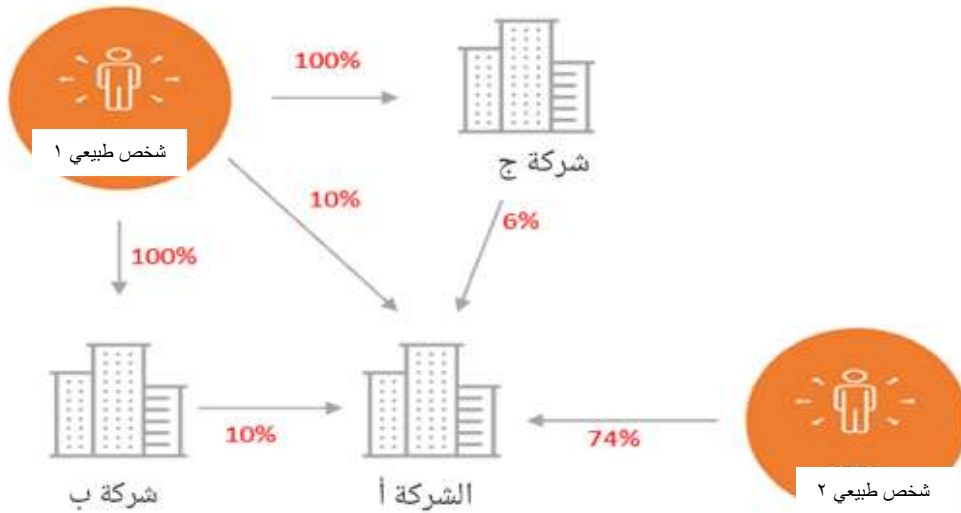 100%
شخص طبيعي ١
شركة ج
10%
6%
100%
10%
74%
شركة ب
الشركة أ
شخص طبيعي ٢